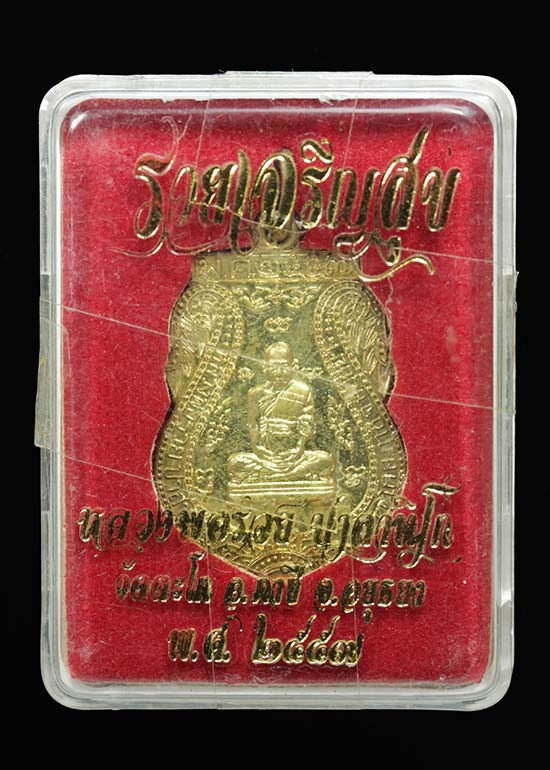 รวยเจริญสุข
หลวงพ่อรวย ปาสาทิโก
วัดตะโก อ.ภาชี จ.อยุธยา
พ.ศ. ๒๕๕๗